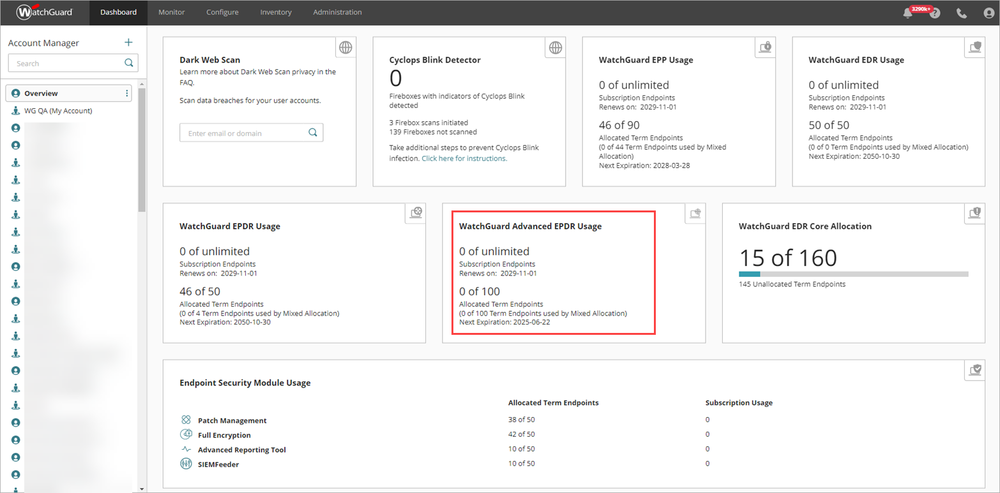 WatchGuard
Dashboard
Monitor
Configure
Inventory
Administration
3290k+
?
Account Manager
+
Search
Overview
WG QA (My Account)
Dark Web Scan
Learn more about Dark Web Scan privacy in the
FAQ.
Scan data breaches for your user accounts.
Enter email or domain
Cyclops Blink Detector
0
Fireboxes with indicators of Cyclops Blink
detected
3 Firebox scans initiated
139 Fireboxes not scanned
Take additional steps to prevent Cyclops Blink
infection. Click here for instructions.
WatchGuard EPP Usage
0 of unlimited
Subscription Endpoints
Renews on: 2029-11-01
46 of 90
Allocated Term Endpoints
(0 of 44 Term Endpoints used by Mixed
Allocation)
Next Expiration: 2028-03-28
WatchGuard EDR Usage
0 of unlimited
Subscription Endpoints
Renews on: 2029-11-01
50 of 50
Allocated Term Endpoints
(0 of 0 Term Endpoints used by Mixed Allocation)
Next Expiration: 2050-10-30
WatchGuard EPDR Usage
0 of unlimited
Subscription Endpoints
Renews on: 2029-11-01
46 of 50
Allocated Term Endpoints
(0 of 4 Term Endpoints used by Mixed Allocation)
Next Expiration: 2050-10-30
WatchGuard Advanced EPDR Usage
0 of unlimited
Subscription Endpoints
Renews on: 2029-11-01
0 of 100
Allocated Term Endpoints
(0 of 100 Term Endpoints used by Mixed Allocation)
Next Expiration: 2025-06-22
WatchGuard EDR Core Allocation
15 of 160
145 Unallocated Term Endpoints
Endpoint Security Module Usage
Allocated Term Endpoints
Subscription Usage
Patch Management
38 of 50
0
Full Encryption
42 of 50
0
Advanced Reporting Tool
10 of 50
0
SIEMFeeder
10 of 50
0